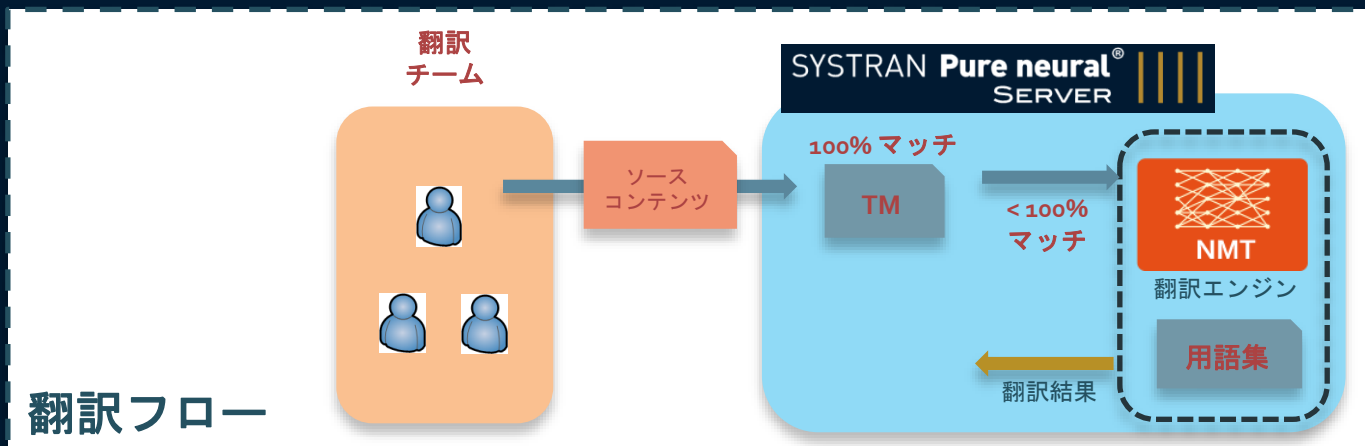 翻訳
チーム
SYSTRAN Pure neural®
SERVER
ソース
コンテンツ
100% マッチ
TM
< 100%
マッチ
NMT
翻訳エンジン
用語集
翻訳結果
翻訳フロー